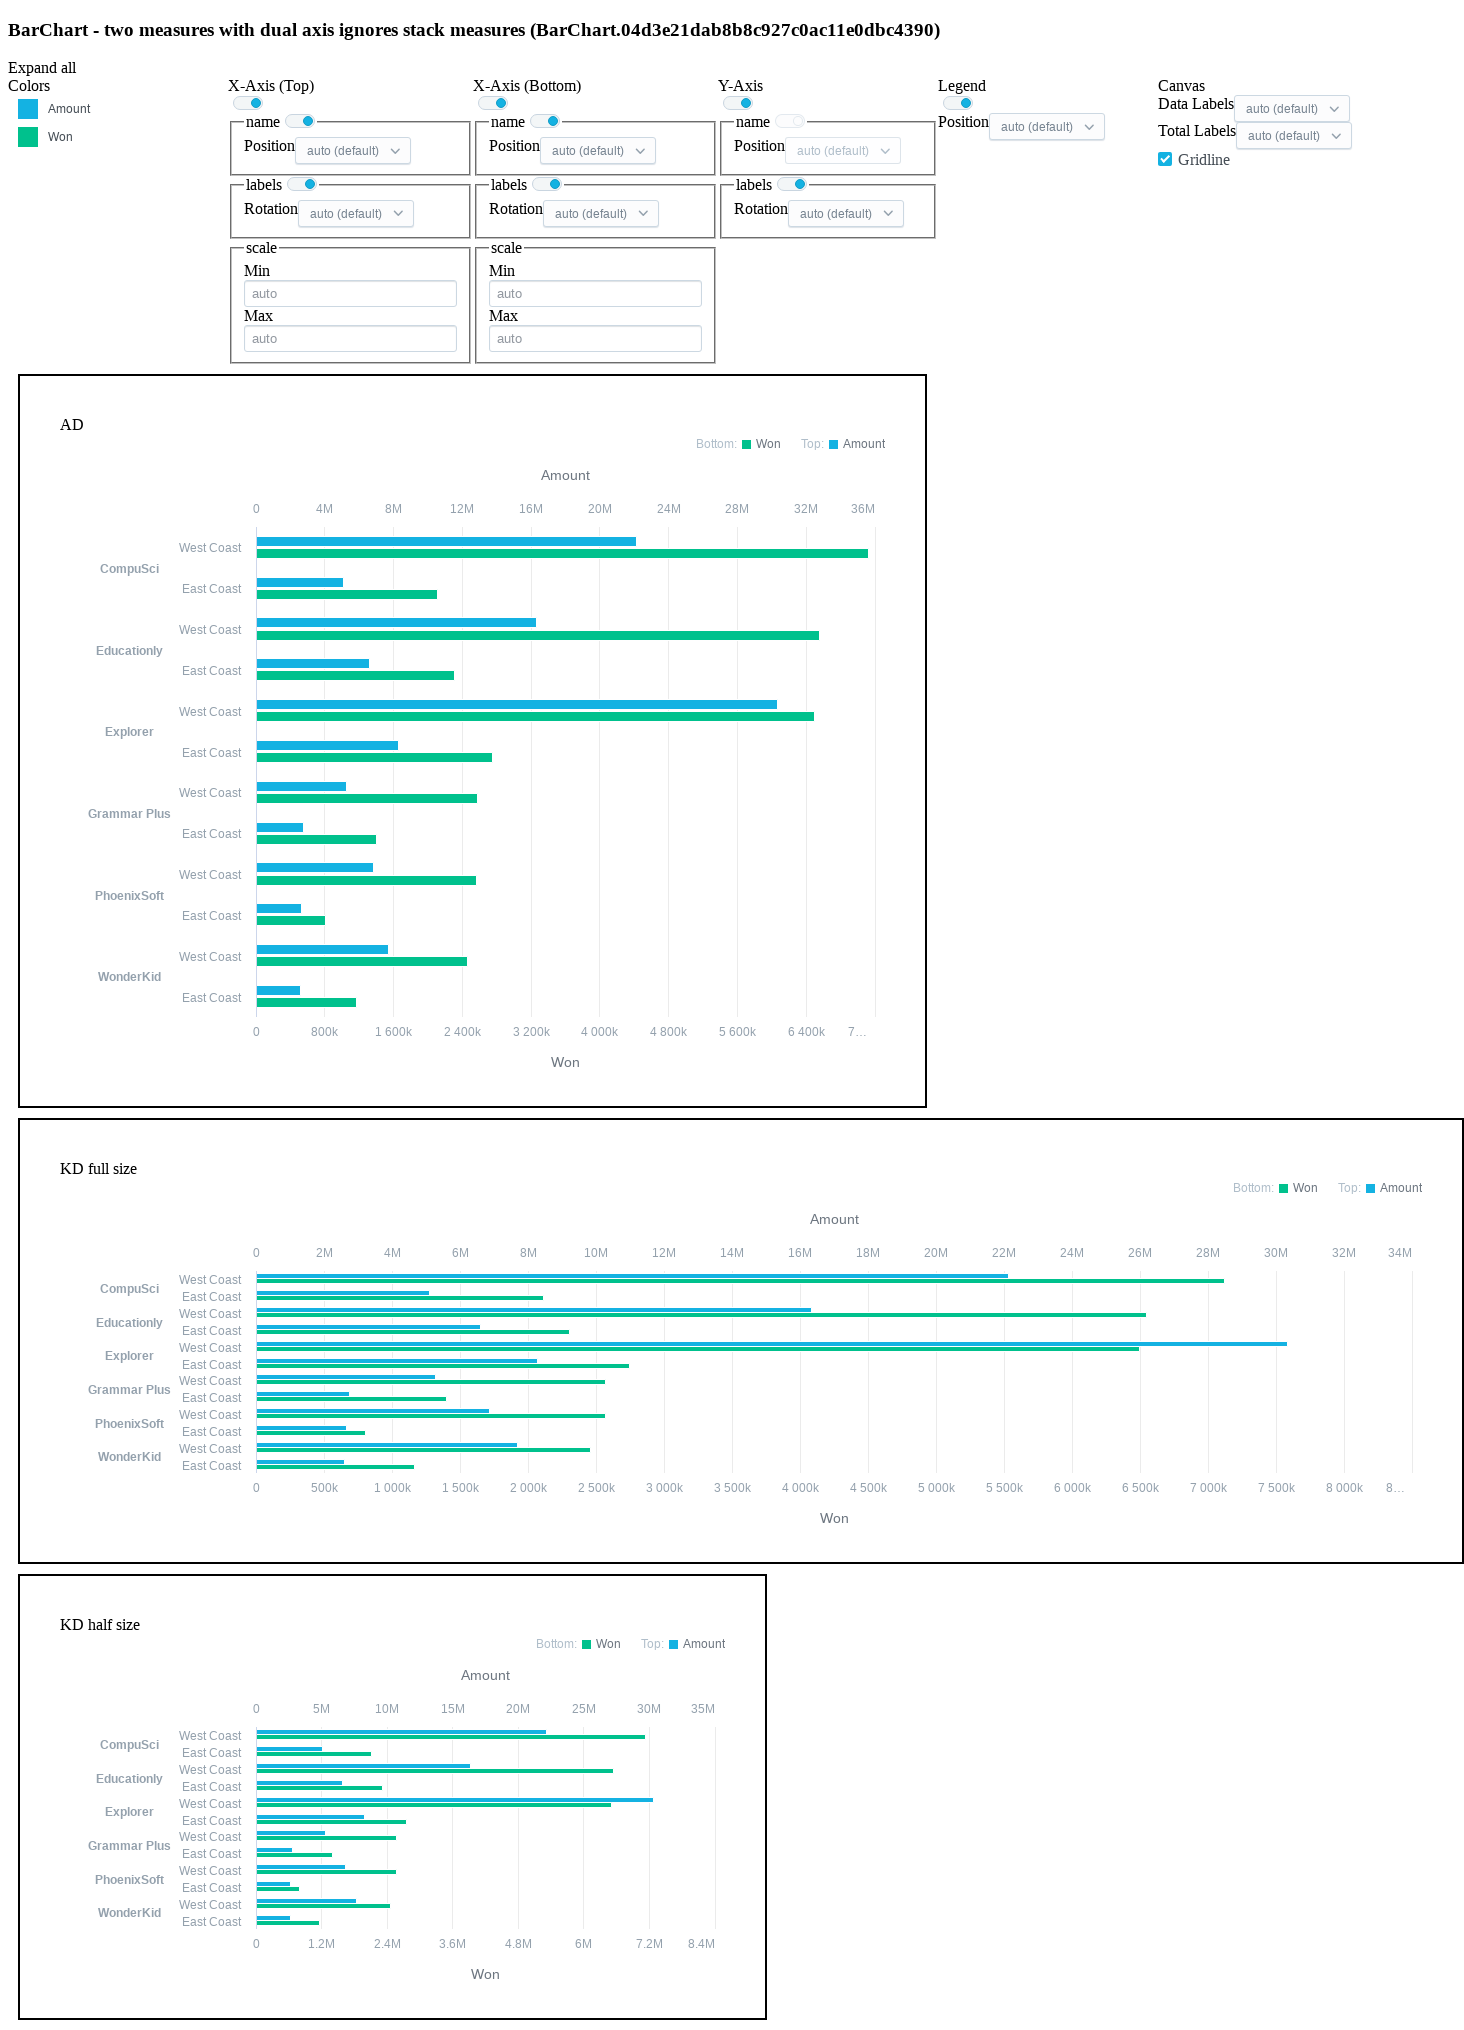 BarChart - two measures with dual axis ignores stack measures (BarChart.04d3e21dab8b8c927c0ac11e0dbc4390)
Expand all
Colors
Amount
Won
X-Axis (Top)
name
Position auto (default)
labels
Rotation auto (default)
scale
Min
auto
Max
auto
X-Axis (Bottom)
name
Position auto (default)
labels
Rotation auto (default)
scale
Min
auto
Max
auto
Y-Axis
name
Position auto (default)
labels
Rotation auto (default)
Legend
Position auto (default)
Canvas
Data Labels auto (default)
Total Labels auto (default)
Gridline
AD
Bottom: Won Top: Amount
Amount
0 4M 8M 12M 16M 20M 24M 28M 32M 36M
West Coast
CompuSci
East Coast
West Coast
Educationly
East Coast
West Coast
Explorer
East Coast
West Coast
Grammar Plus
East Coast
West Coast
PhoenixSoft
East Coast
West Coast
WonderKid
East Coast
0 800k 1 600k 2 400k 3 200k 4 000k 4 800k 5 600k 6 400k 7…
Won
KD full size
Bottom: Won Top: Amount
Amount
0 2M 4M 6M 8M 10M 12M 14M 16M 18M 20M 22M 24M 26M 28M 30M 32M 34M
West Coast
CompuSci
East Coast
West Coast
Educationly
East Coast
West Coast
Explorer
East Coast
West Coast
Grammar Plus
East Coast
West Coast
PhoenixSoft
East Coast
West Coast
WonderKid
East Coast
0 500k 1 000k 1 500k 2 000k 2 500k 3 000k 3 500k 4 000k 4 500k 5 000k 5 500k 6 000k 6 500k 7 000k 7 500k 8 000k 8…
Won
KD half size
Bottom: Won Top: Amount
Amount
0 5M 10M 15M 20M 25M 30M 35M
West Coast
CompuSci
East Coast
West Coast
Educationly
East Coast
West Coast
Explorer
East Coast
West Coast
Grammar Plus
East Coast
West Coast
PhoenixSoft
East Coast
West Coast
WonderKid
East Coast
0 1.2M 2.4M 3.6M 4.8M 6M 7.2M 8.4M
Won